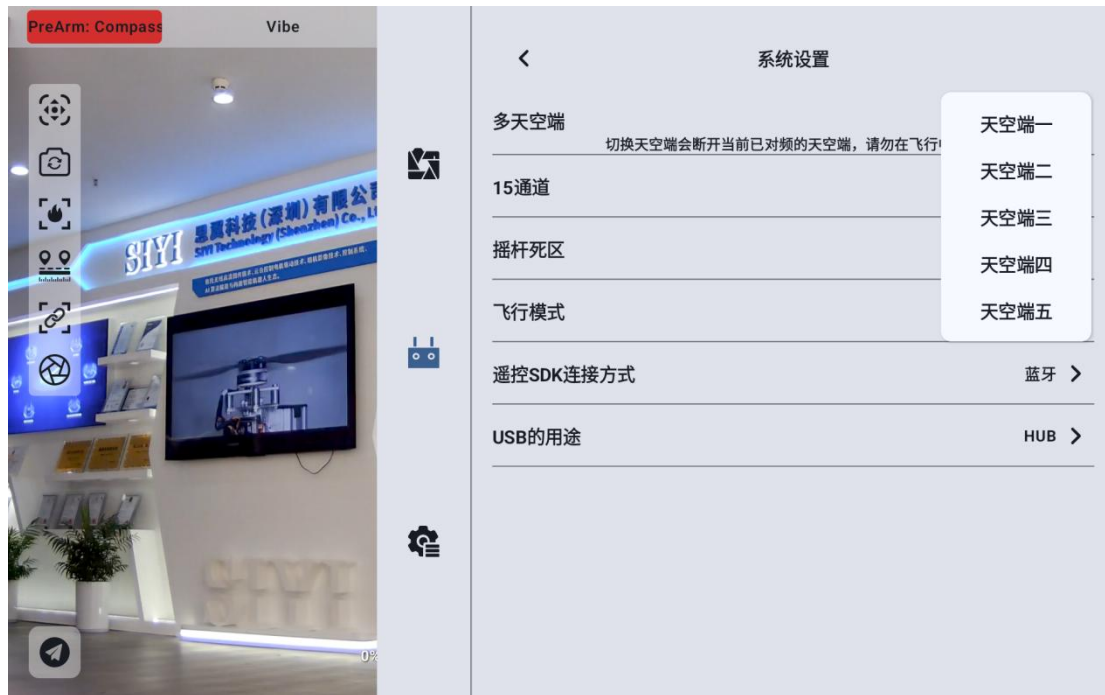 PreArm: Compass
Vibe
系统设置
多天空端
切换天空端会断开当前已对频的天空端，请勿在飞行
天空端一
天空端二
天空端三
天空端四
天空端五
15通道
摇杆死区
飞行模式
遥控SDK连接方式
蓝牙
USB的用途
HUB
SIYI
思翼科技（深圳）有限公司
SIYI Technology (Shenzhen) Co., L
SIYI
0%